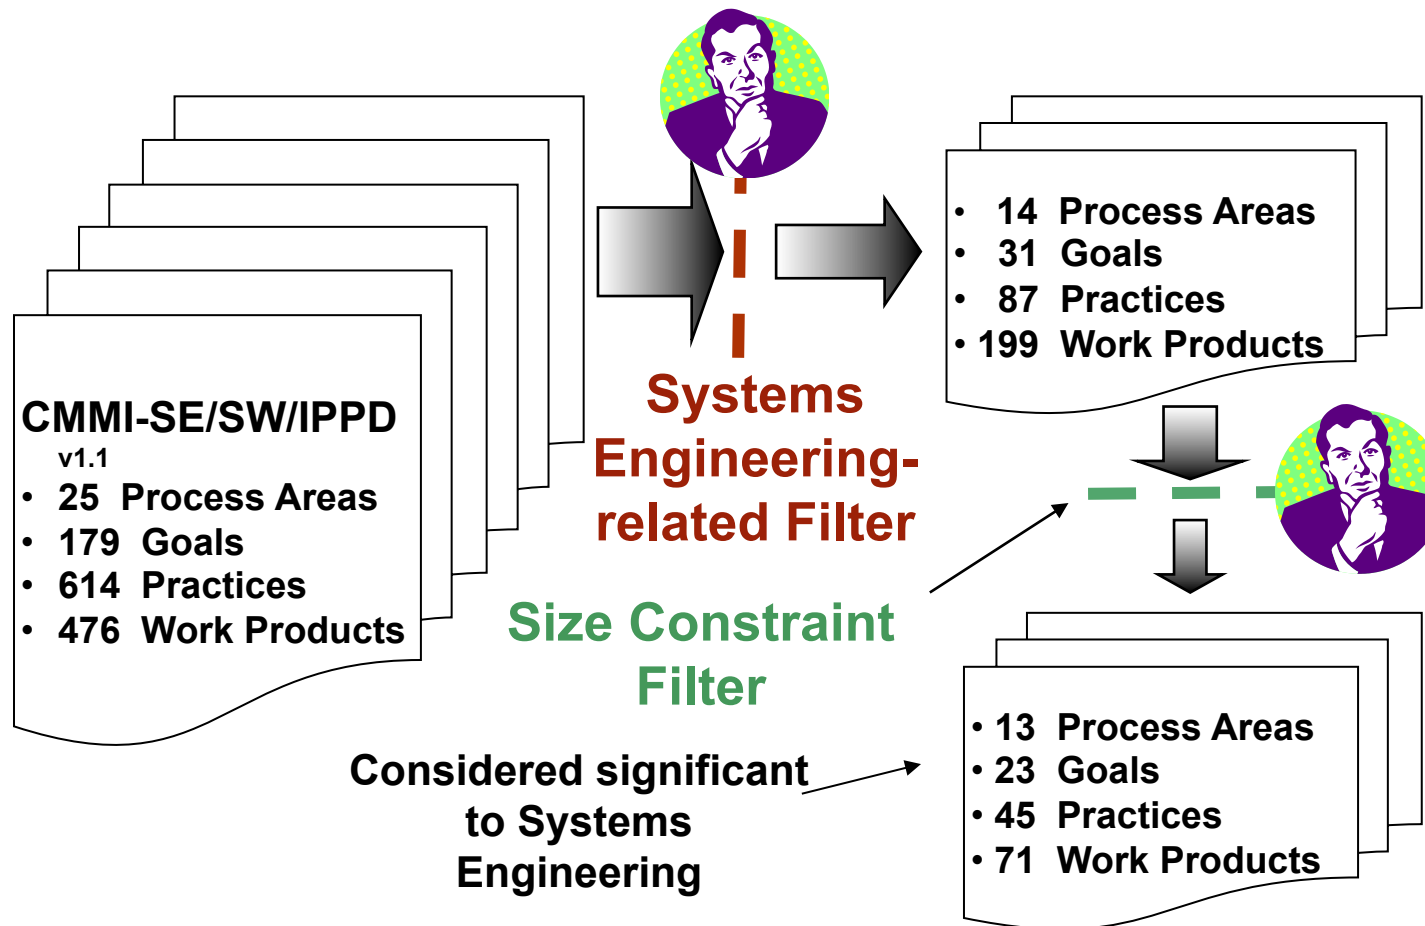 CMMI-SE/SW/IPPD
v1.1
• 25 Process Areas
• 179 Goals
• 614 Practices
• 476 Work Products
Systems
Engineering-
related Filter
• 14 Process Areas
• 31 Goals
• 87 Practices
• 199 Work Products
Size Constraint
Filter
Considered significant
to Systems
Engineering
• 13 Process Areas
• 23 Goals
• 45 Practices
• 71 Work Products